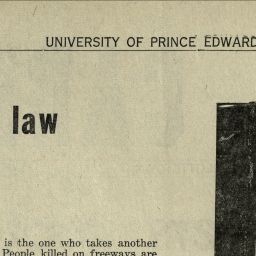 UNIVERSITY OF PRINCE EDWARD
law
is the one who takes another
People killed on freeways are